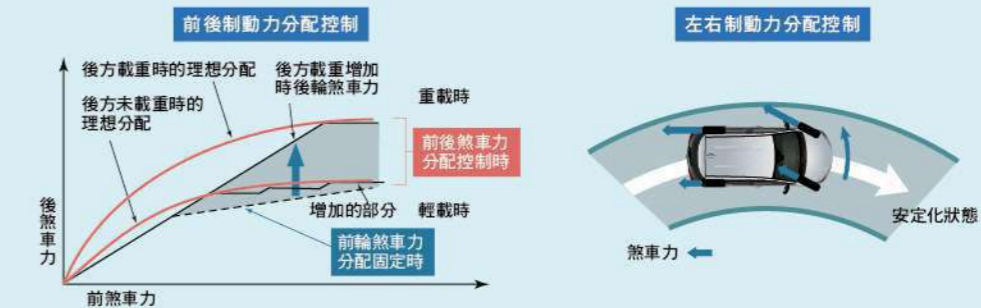 前後制動力分配控制
左右制動力分配控制
後方載重時的理想分配
後方未載重時的
理想分配
後方載重增加
時後輪煞車力
重載時
前後煞車力
分配控制時
增加的部分
輕載時
前輪煞車力
分配固定時
後煞車力
前煞車力
安定化狀態
煞車力